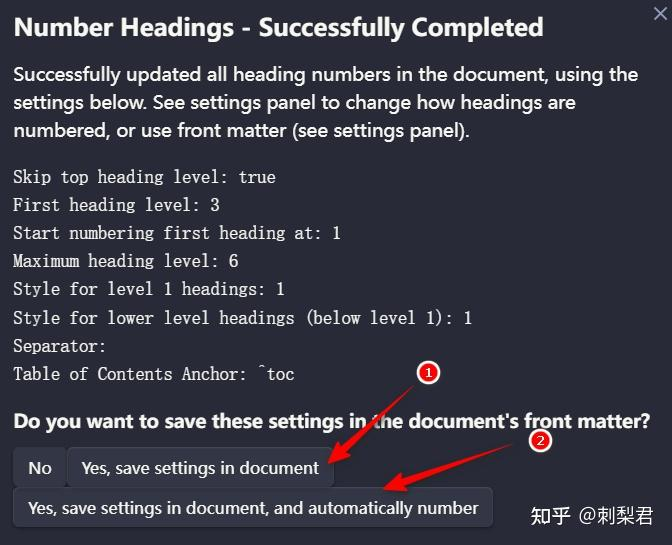 Number Headings - Successfully Completed
Successfully updated all heading numbers in the document, using the
settings below. See settings panel to change how headings are
numbered, or use front matter (see settings panel).
Skip top heading level: true
First heading level: 3
Start numbering first heading at: 1
Maximum heading level: 6
Style for level 1 headings: 1
Style for lower level headings (below level 1): 1
Separator:
Table of Contents Anchor: ^toc
1
Do you want to save these settings in the document's front matter?
2
No
Yes, save settings in document
Yes, save settings in document, and automatically number
知乎 @刺梨君